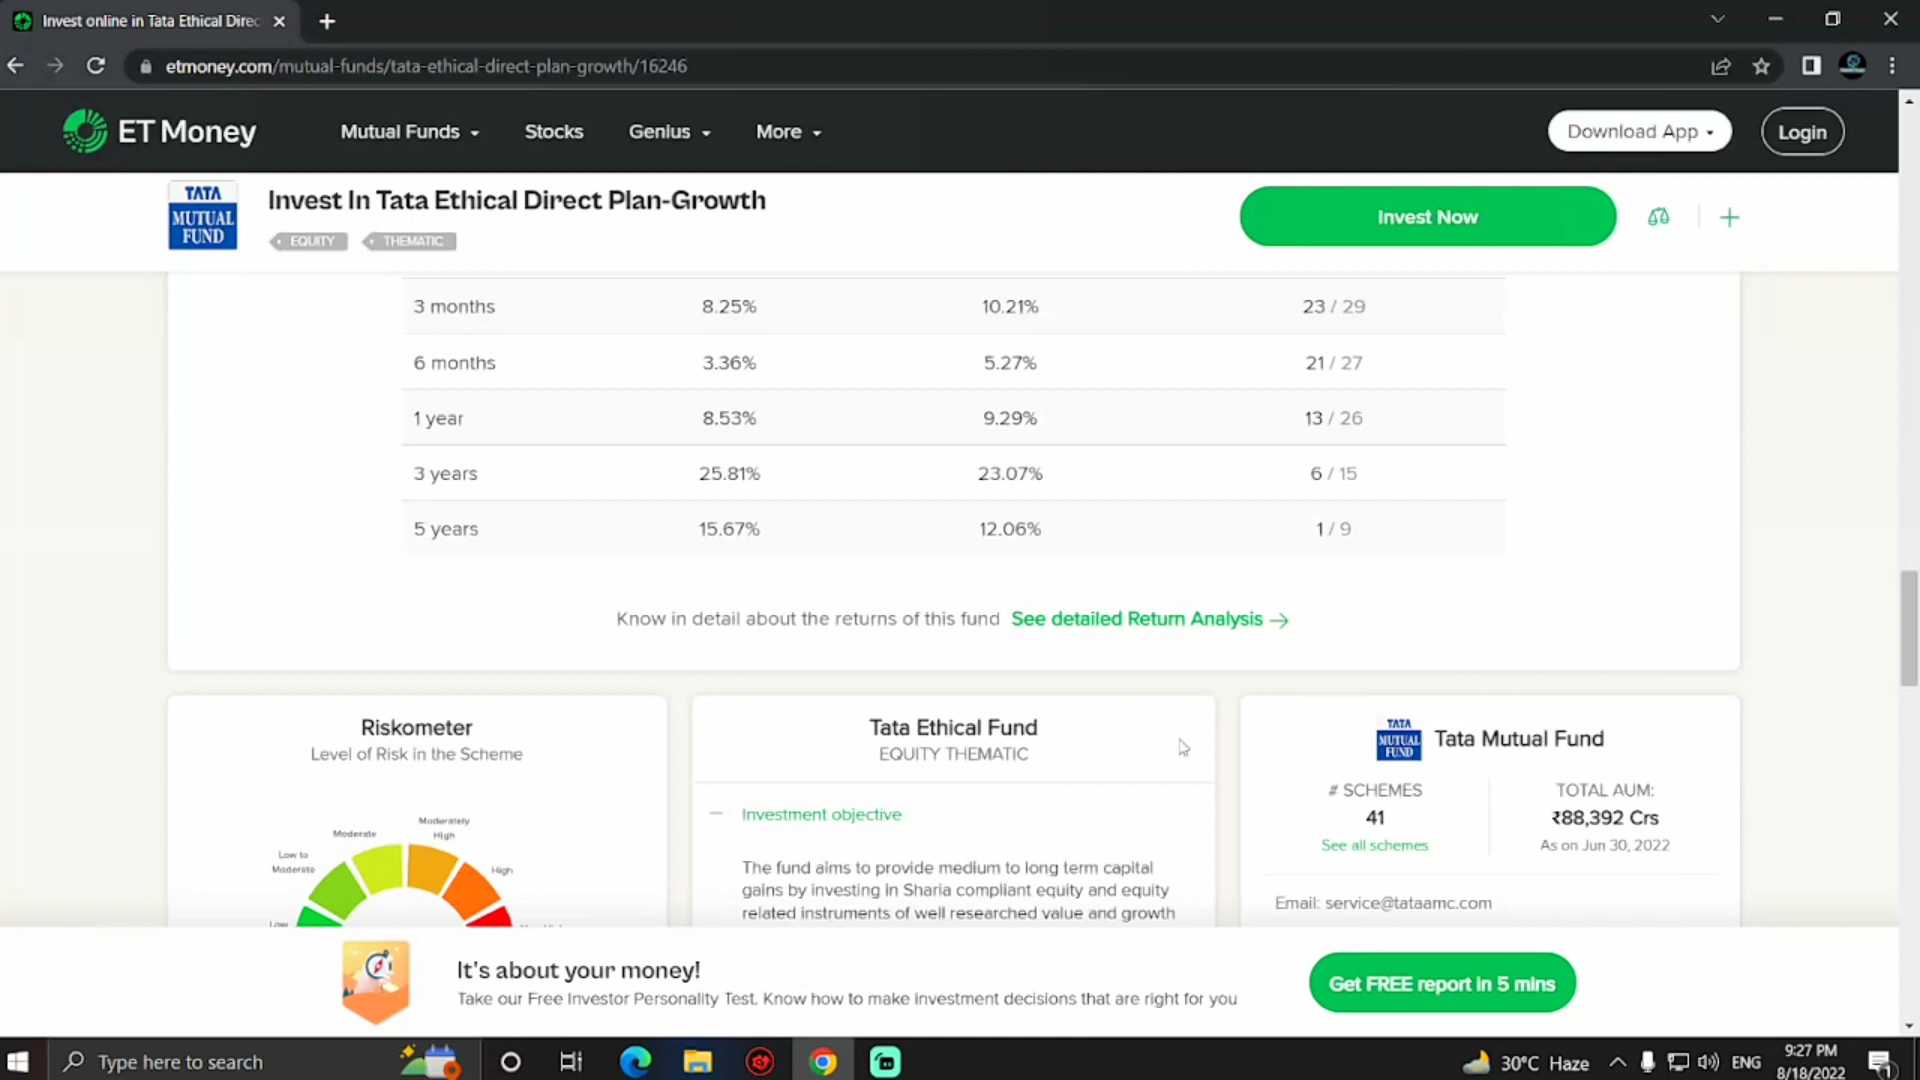 Invest online in Tata Ethical Direc
etmoney.com/mutual-funds/tata-ethical-direct-plan-growth/16246
ET Money
Mutual Funds
Stocks
Genius
More
Download App
Login
TATA
MUTUAL
FUND
Invest In Tata Ethical Direct Plan-Growth
EQUITY
THEMATIC
Invest Now
3 months 8.25% 10.21% 23 / 29
6 months 3.36% 5.27% 21 / 27
1 year 8.53% 9.29% 13 / 26
3 years 25.81% 23.07% 6 / 15
5 years 15.67% 12.06% 1 / 9
Know in detail about the returns of this fund See detailed Return Analysis
Riskometer
Level of Risk in the Scheme
Low
Low to
Moderate
Moderate
Moderately
High
High
Tata Ethical Fund
EQUITY THEMATIC
Investment objective
The fund aims to provide medium to long term capital
gains by investing in Sharia compliant equity and equity
related instruments of well researched value and growth
TATA
MUTUAL
FUND
Tata Mutual Fund
# SCHEMES
41
See all schemes
TOTAL AUM:
₹88,392 Crs
As on Jun 30, 2022
Email: service@tataamc.com
It's about your money!
Take our Free Investor Personality Test. Know how to make investment decisions that are right for you
Get FREE report in 5 mins
Type here to search
30°C Haze
ENG
9:27 PM
8/18/2022
1